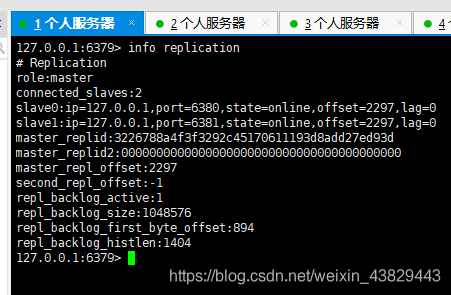 1 个人服务器 × 2 个人服务器 × 3 个人服务器 × 4
127.0.0.1:6379> info replication
# Replication
role:master
connected_slaves:2
slave0:ip=127.0.0.1,port=6380,state=online,offset=2297,lag=0
slave1:ip=127.0.0.1,port=6381,state=online,offset=2297,lag=0
master_replid:3226788a4f3f3292c45170611193d8add27ed93d
master_replid2:0000000000000000000000000000000000000000
master_repl_offset:2297
second_repl_offset:-1
repl_backlog_active:1
repl_backlog_size:1048576
repl_backlog_first_byte_offset:894
repl_backlog_histlen:1404
127.0.0.1:6379>
https://blog.csdn.net/weixin_43829443